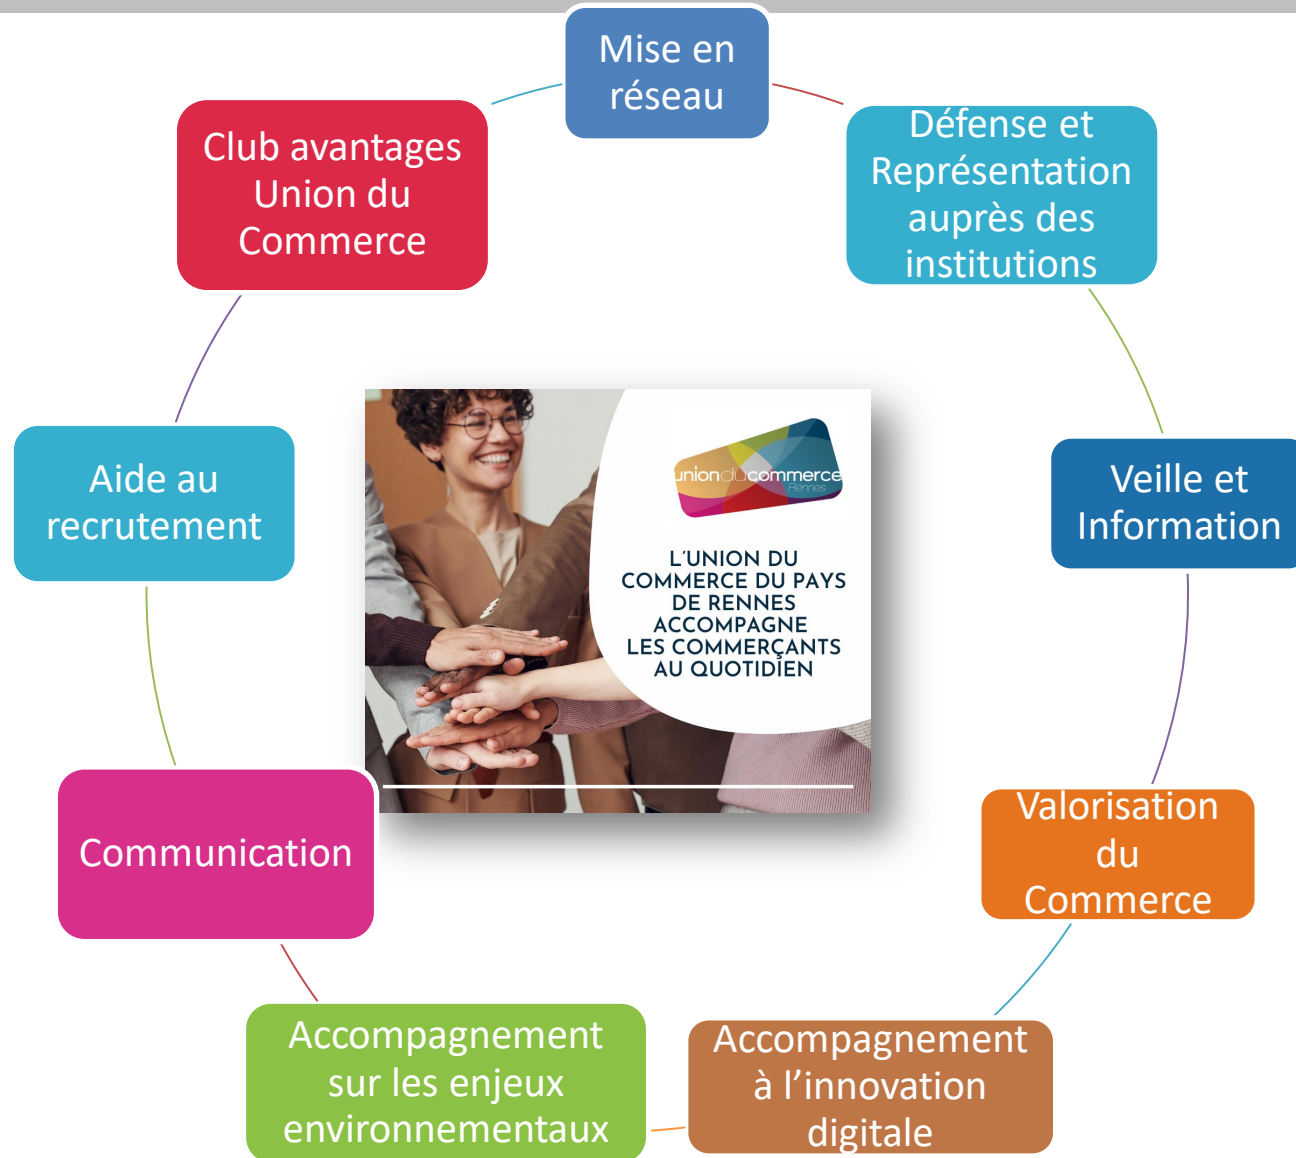 Mise en
réseau
Défense et
Représentation
auprès des
institutions
Veille et
Information
Valorisation
du
Commerce
Accompagnement
à l’innovation
digitale
Accompagnement
sur les enjeux
environnementaux
Communication
Aide au
recrutement
Club avantages
Union du
Commerce
unionducommerce
Rennes
L'UNION DU
COMMERCE DU PAYS
DE RENNES
ACCOMPAGNE
LES COMMERÇANTS
AU QUOTIDIEN